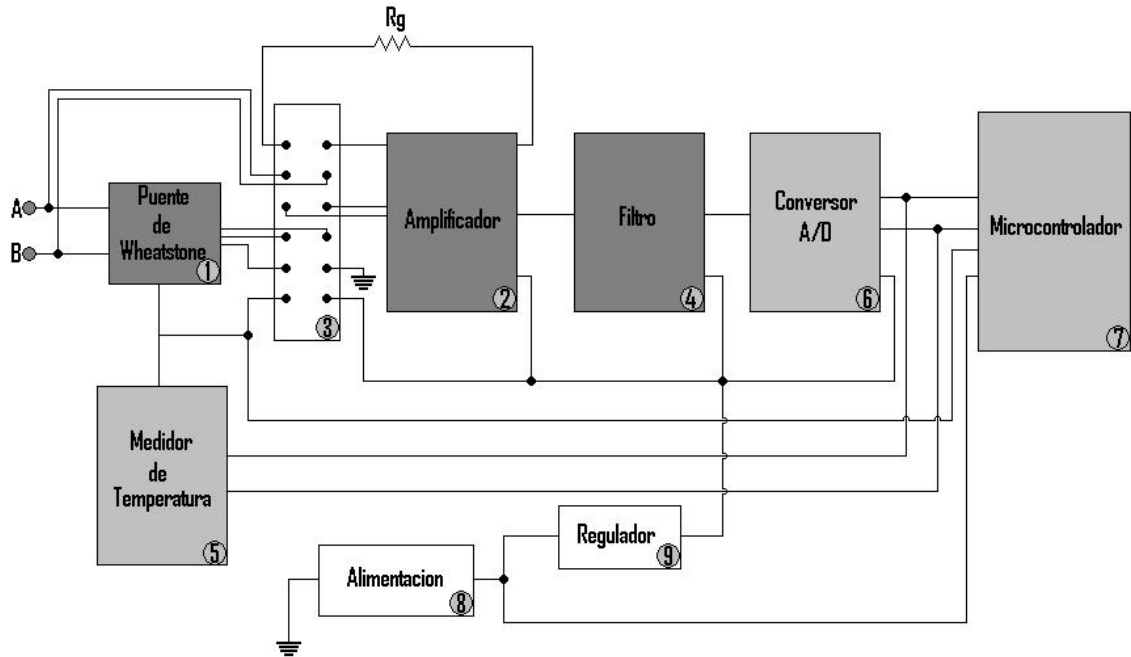 Rg
A
B
Puente
de
Wheatstone
1
3
Amplificador
2
Filtro
4
Conversor
A/D
6
Microcontrolador
7
Medidor
de
Temperatura
5
Regulador
9
Alimentacion
8